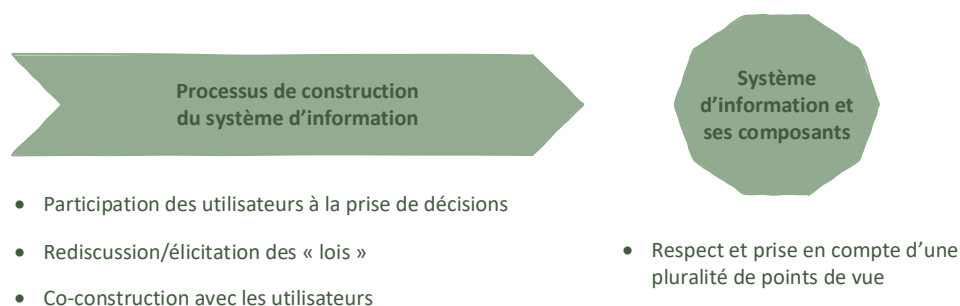 Processus de construction
du système d'information
Système
d'information et
ses composants
• Participation des utilisateurs à la prise de décisions
• Rediscussion/élicitation des « lois »
• Co-construction avec les utilisateurs
• Respect et prise en compte d'une
pluralité de points de vue